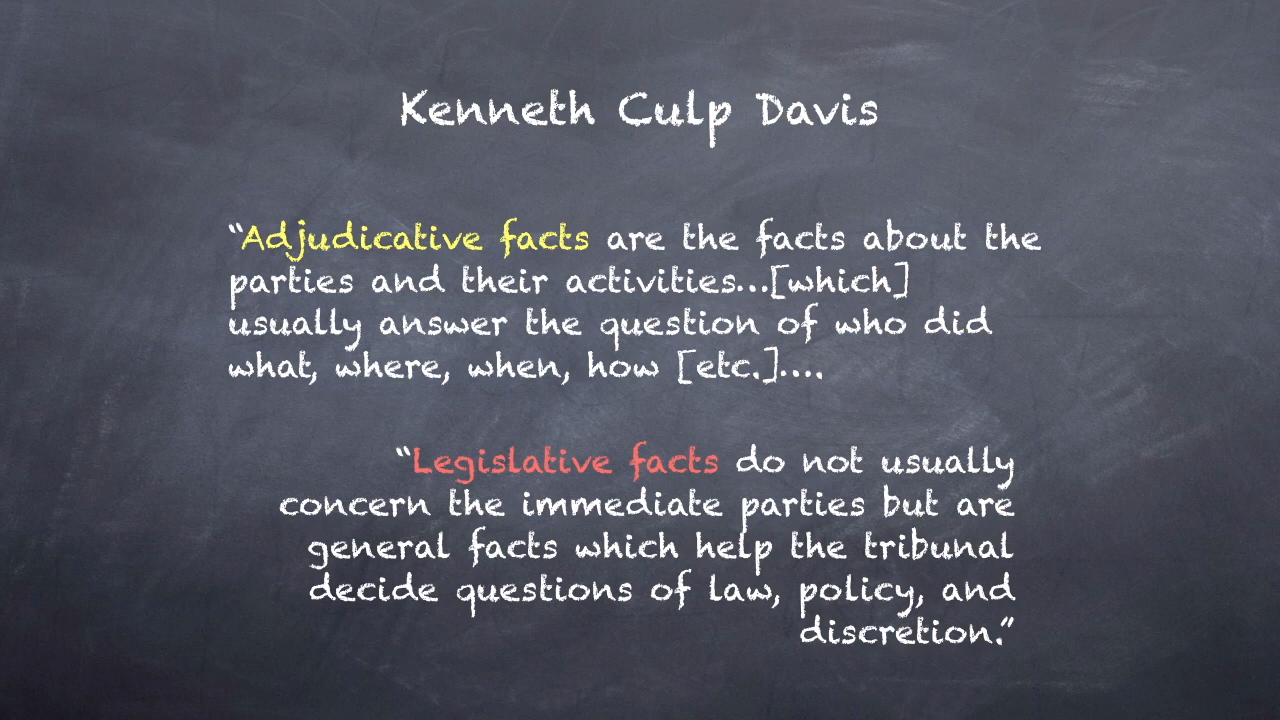 Kenneth Culp Davis
“Adjudicative facts are the facts about the
parties and their activities...[which]
usually answer the question of who did
what, where, when, how [etc.]....
“Legislative facts do not usually
concern the immediate parties but are
general facts which help the tribunal
decide questions of law, policy, and
discretion.”